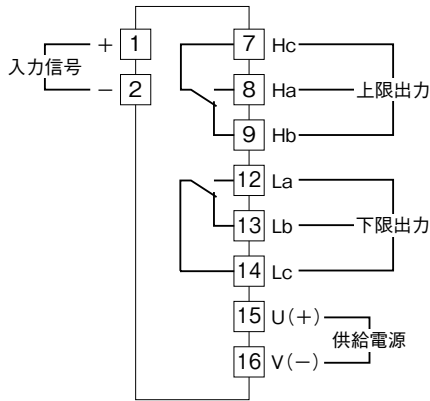 入力信号
+ 1
− 2
7 Hc
8 Ha 上限出力
9 Hb
12 La
13 Lb 下限出力
14 Lc
15 U(+)
供給電源
16 V(−)